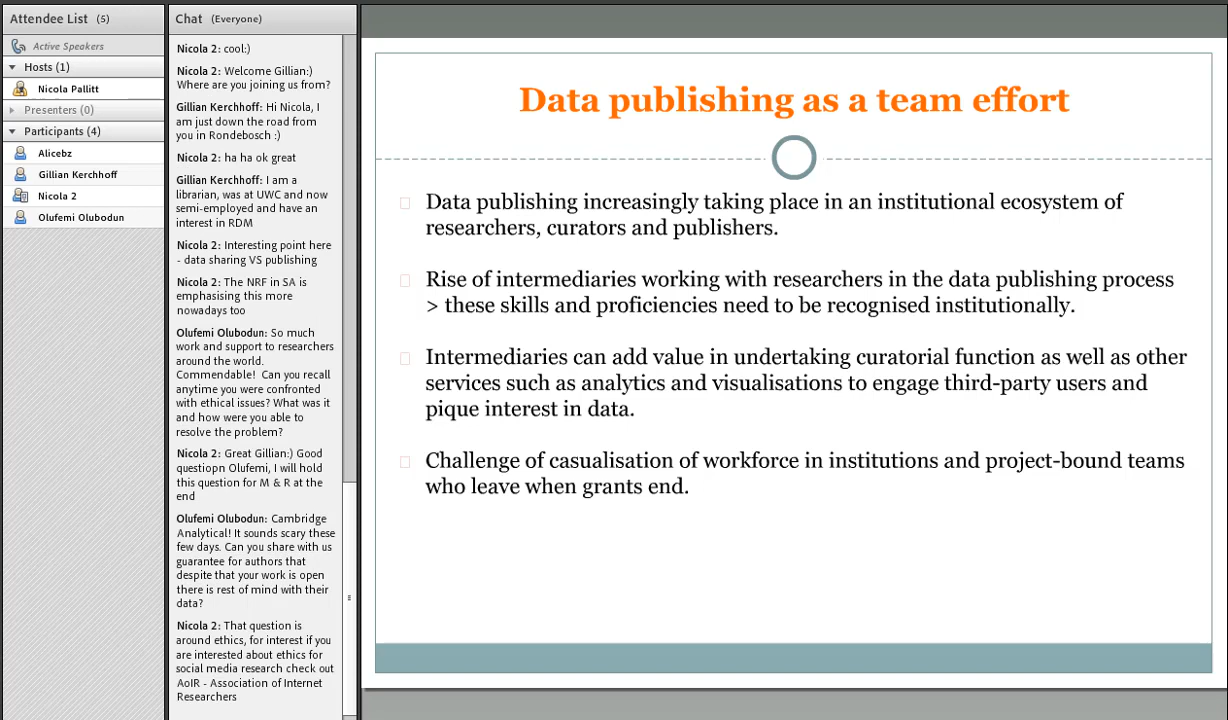 Attendee List (5)
Active Speakers
Hosts (1)
Nicola Pallitt
Presenters (0)
Participants (4)
Alicebz
Gillian Kerchhoff
Nicola 2
Olufemi Olubodun
Chat (Everyone)
Nicola 2: cool:)
Nicola 2: Welcome Gillian:)
Where are you joining us from?
Gillian Kerchhoff: Hi Nicola, I
am just down the road from
you in Rondebosch :)
Nicola 2: ha ha ok great
Gillian Kerchhoff: I am a
librarian, was at UWC and now
semi-employed and have an
interest in RDM
Nicola 2: Interesting point here
- data sharing VS publishing
Nicola 2: The NRF in SA is
emphasising this more
nowadays too
Olufemi Olubodun: So much
work and support to researchers
around the world.
Commendable! Can you recall
anytime you were confronted
with ethical issues? What was it
and how were you able to
resolve the problem?
Nicola 2: Great Gillian:) Good
questiopn Olufemi, I will hold
this question for M & R at the
end
Olufemi Olubodun: Cambridge
Analytical! It sounds scary these
few days. Can you share with us
guarantee for authors that
despite that your work is open
there is rest of mind with their
data?
Nicola 2: That question is
around ethics, for interest if you
are interested about ethics for
social media research check out
AoIR - Association of Internet
Researchers
Data publishing as a team effort
Data publishing increasingly taking place in an institutional ecosystem of
researchers, curators and publishers.
Rise of intermediaries working with researchers in the data publishing process
> these skills and proficiencies need to be recognised institutionally.
Intermediaries can add value in undertaking curatorial function as well as other
services such as analytics and visualisations to engage third-party users and
pique interest in data.
Challenge of casualisation of workforce in institutions and project-bound teams
who leave when grants end.